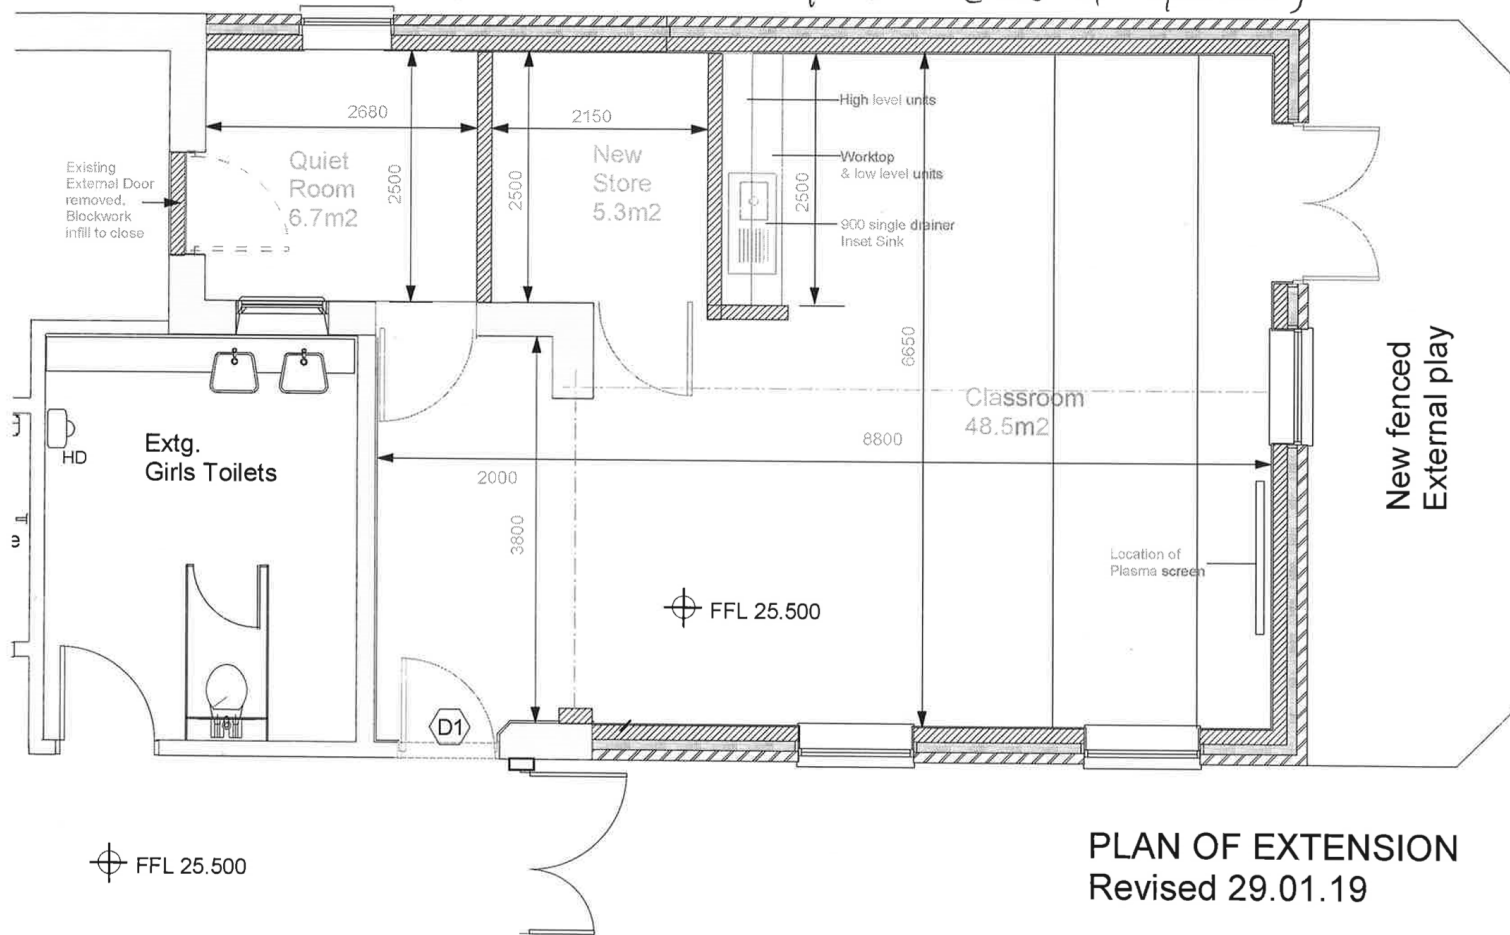 2680
2150
High level units
Quiet
Room
6.7m2
2500
New
Store
5.3m2
2500
Worktop
& low level units
2500
Existing
External Door
removed.
Blockwork
infill to close
900 single drainer
Inset Sink
6650
New fenced
External play
Classroom
48.5m2
Extg.
Girls Toilets
HD
8800
2000
3800
Location of
Plasma screen
FFL 25.500
D1
FFL 25.500
PLAN OF EXTENSION
Revised 29.01.19